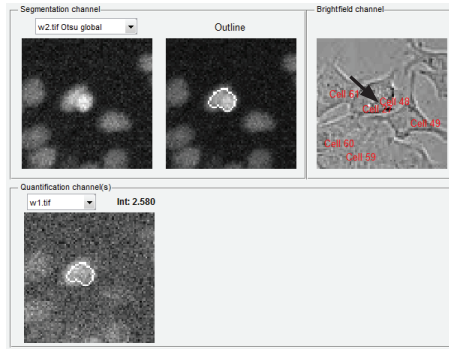 Segmentation channel
w2.tif Otsu global
Outline
Brightfield channel
Cell 48
Cell 49
Cell 60
Cell 59
Quantification channel(s)
w1.tif
Int: 2.580